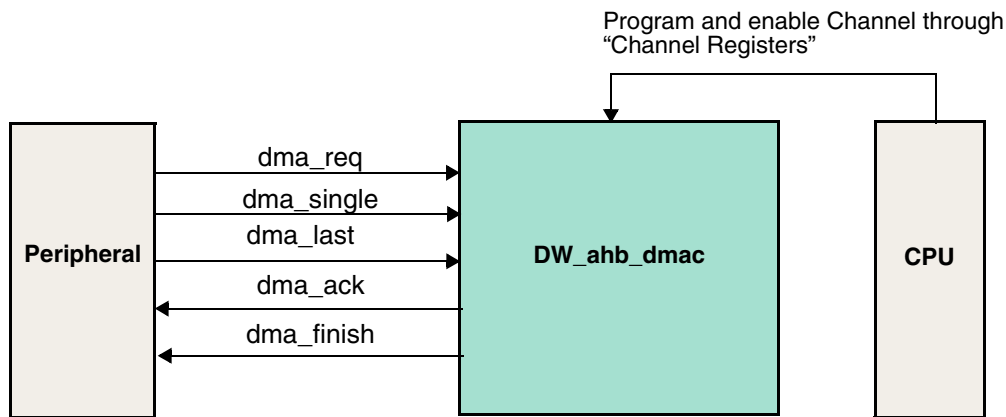 Program and enable Channel through
“Channel Registers”
dma_req
dma_single
dma_last
dma_ack
dma_finish
Peripheral
DW_ahb_dmac
CPU